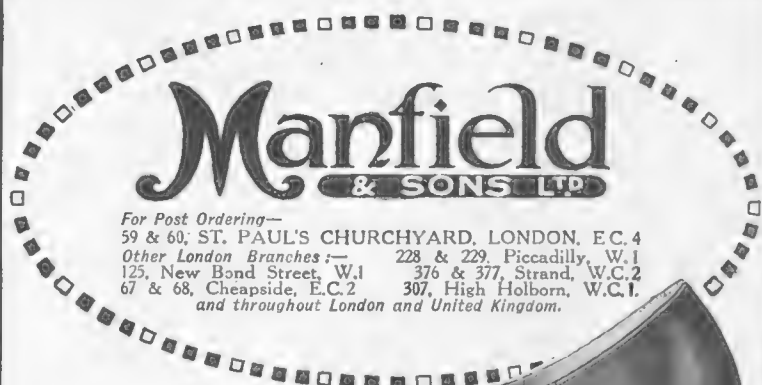 Manfield
& SONS LTD
For Post Ordering—
59 & 60, ST. PAUL'S CHURCHYARD, LONDON, E.C.4
Other London Branches:— 228 & 229, Piccadilly, W.1
125, New Bond Street, W.1 376 & 377, Strand, W.C.2
67 & 68, Cheapside, E.C.2 307, High Holborn, W.C.1.
and throughout London and United Kingdom.